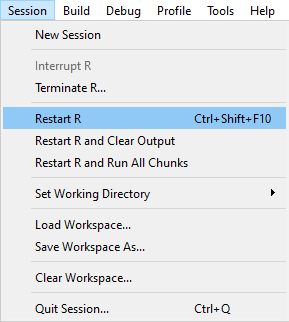 Session Build Debug Profile Tools Help
New Session
Interrupt R
Terminate R...
Restart R Ctrl+Shift+F10
Restart R and Clear Output
Restart R and Run All Chunks
Set Working Directory
Load Workspace...
Save Workspace As...
Clear Workspace...
Quit Session... Ctrl+Q